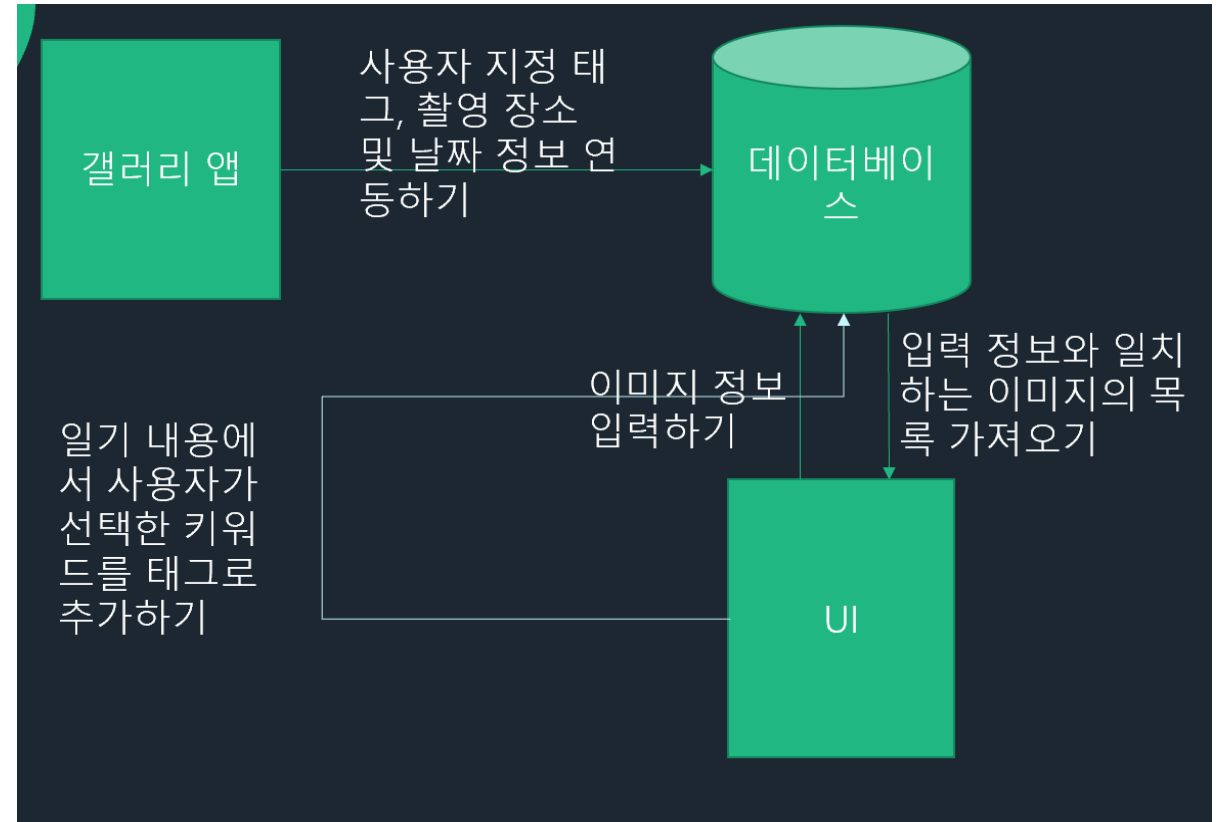 갤러리 앱
사용자 지정 태
그, 촬영 장소
및 날짜 정보 연
동하기
데이터베이
스
이미지 정보
입력하기
입력 정보와 일치
하는 이미지의 목
록 가져오기
일기 내용에
서 사용자가
선택한 키워
드를 태그로
추가하기
UI